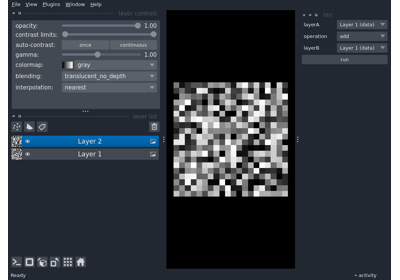 File View Plugins Window Help
layer controls
opacity: 1.00
contrast limits:
auto-contrast: once continuous
gamma: 1.00
colormap: gray
blending: translucent_no_depth
interpolation: nearest
layer list
Layer 2
Layer 1
layerA Layer 1 (data)
operation add
layerB Layer 1 (data)
run
Ready
activity